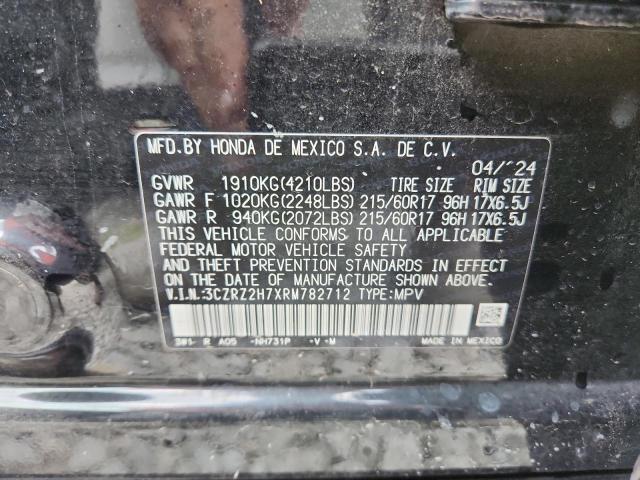 MFD.BY HONDA DE MEXICO S.A. DE C.V.
04/'24
GVWR 1910KG(4210LBS) TIRE SIZE RIM SIZE
GAWR F 1020KG(2248LBS) 215/60R17 96H 17X6.5J
GAWR R 940KG(2072LBS) 215/60R17 96H 17X6.5J
THIS VEHICLE CONFORMS TO ALL APPLICABLE
FEDERAL MOTOR VEHICLE SAFETY
AND THEFT PREVENTION STANDARDS IN EFFECT
ON THE DATE OF MANUFACTURE SHOWN ABOVE.
V.I.N.:3CZRZ2H7XRM782712 TYPE:MPV
R A05 -NH731P -V -M MADE IN MEXICO